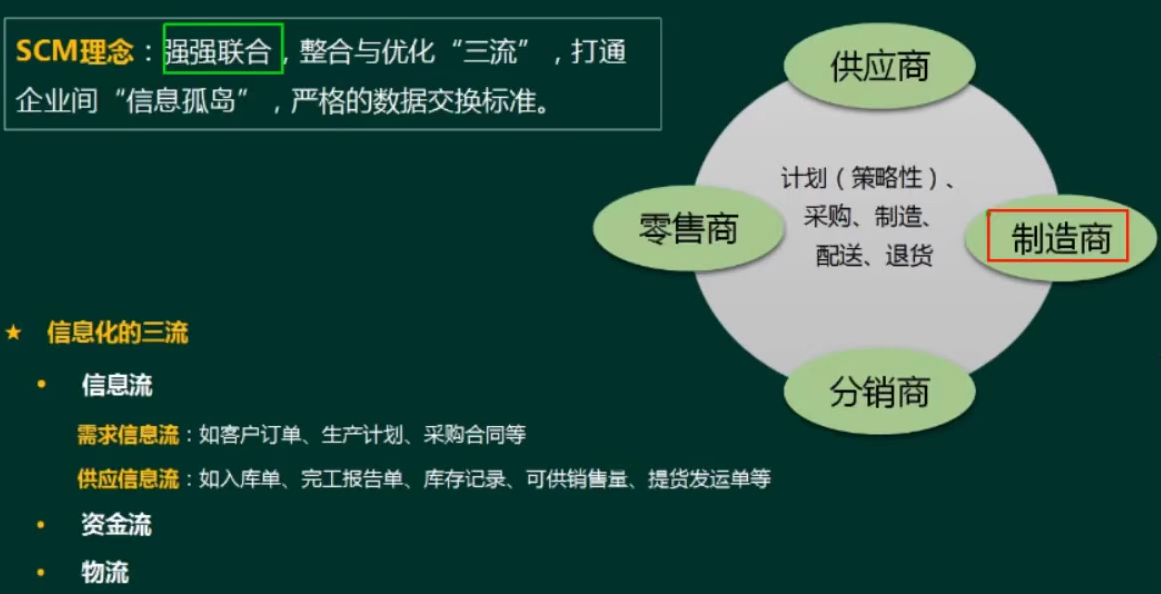 SCM理念：强强联合，整合与优化“三流”，打通
企业间“信息孤岛”，严格的数据交换标准。
供应商
计划（策略性）、
采购、制造、
配送、退货
零售商
制造商
分销商
★ 信息化的三流
• 信息流
需求信息流：如客户订单、生产计划、采购合同等
供应信息流：如入库单、完工报告单、库存记录、可供销售量、提货发运单等
• 资金流
• 物流